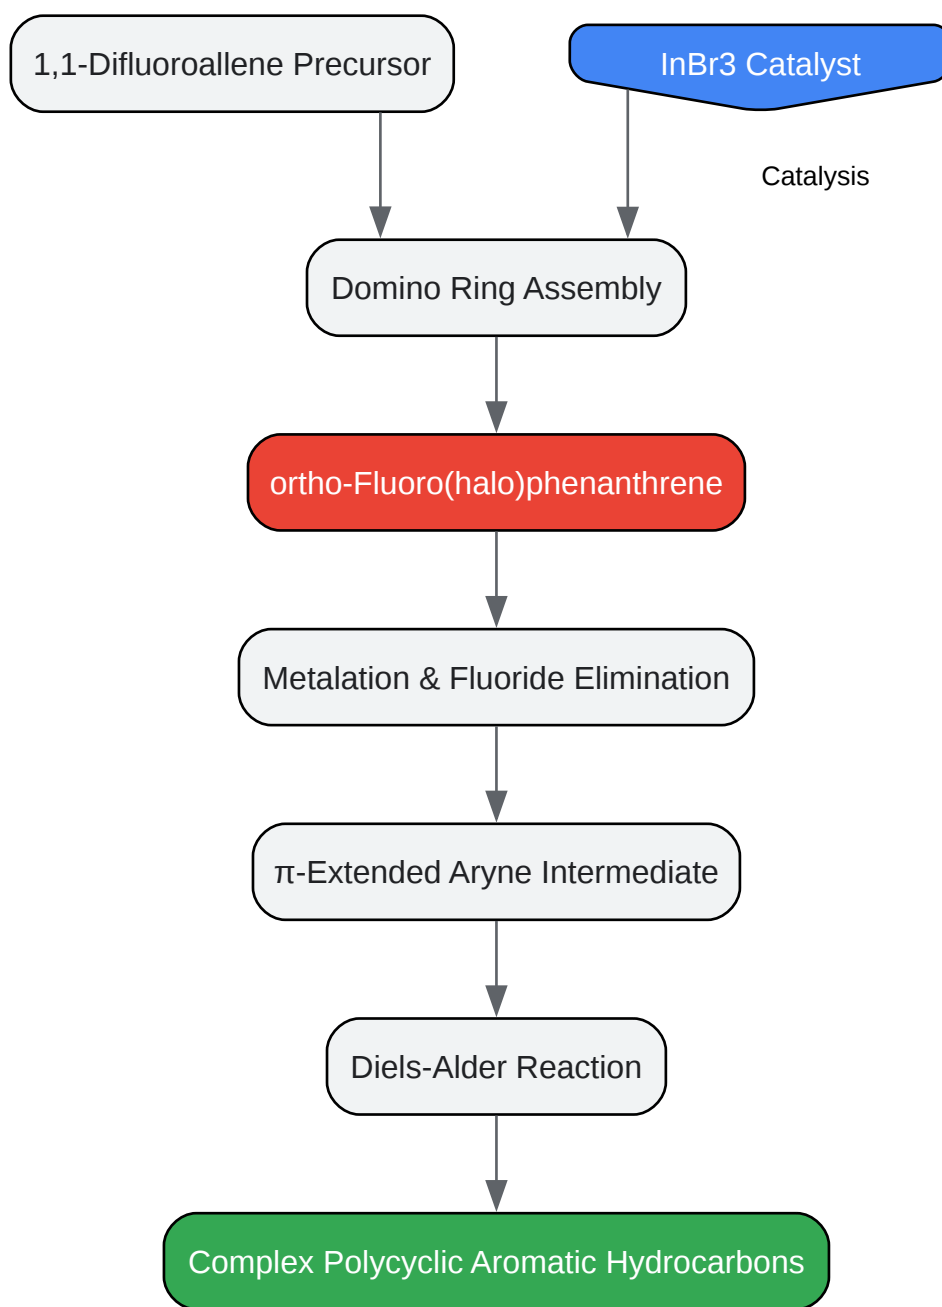 1,1-Difluoroallene Precursor
InBr3 Catalyst
Catalysis
Domino Ring Assembly
ortho-Fluoro(halo)phenanthrene
Metalation & Fluoride Elimination
π-Extended Aryne Intermediate
Diels-Alder Reaction
Complex Polycyclic Aromatic Hydrocarbons